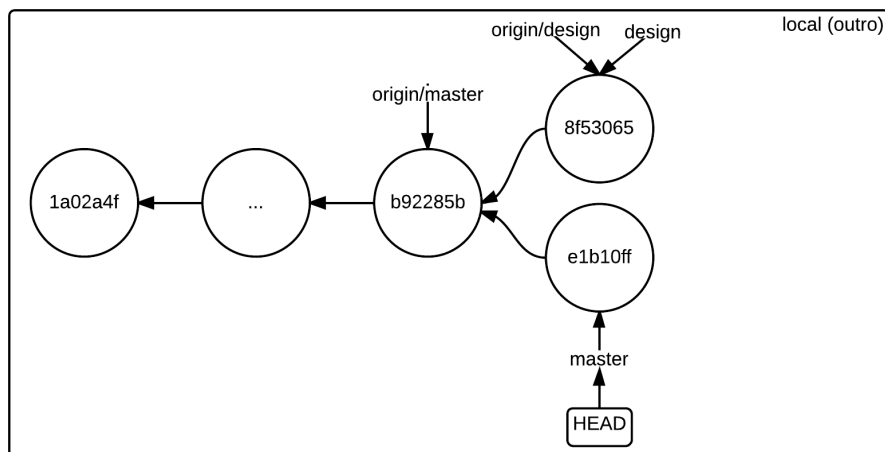 local (outro)
origin/design
design
origin/master
8f53065
1a02a4f
...
b92285b
e1b10ff
master
HEAD